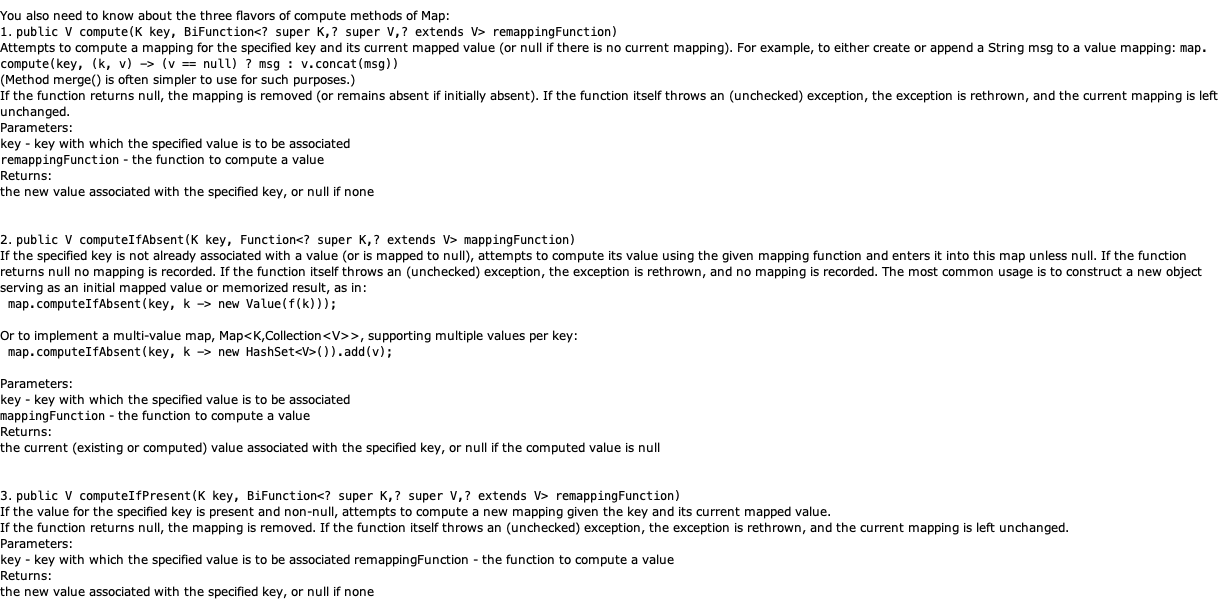 You also need to know about the three flavors of compute methods of Map:
1. public V compute(K key, BiFunction<? super K,? super V,? extends V> remappingFunction)
Attempts to compute a mapping for the specified key and its current mapped value (or null if there is no current mapping). For example, to either create or append a String msg to a value mapping: map.
compute(key, (k, v) -> (v == null) ? msg : v.concat(msg))
(Method merge() is often simpler to use for such purposes.)
If the function returns null, the mapping is removed (or remains absent if initially absent). If the function itself throws an (unchecked) exception, the exception is rethrown, and the current mapping is left
unchanged.
Parameters:
key - key with which the specified value is to be associated
remappingFunction - the function to compute a value
Returns:
the new value associated with the specified key, or null if none
2. public V computeIfAbsent(K key, Function<? super K,? extends V> mappingFunction)
If the specified key is not already associated with a value (or is mapped to null), attempts to compute its value using the given mapping function and enters it into this map unless null. If the function
returns null no mapping is recorded. If the function itself throws an (unchecked) exception, the exception is rethrown, and no mapping is recorded. The most common usage is to construct a new object
serving as an initial mapped value or memorized result, as in:
map.computeIfAbsent(key, k -> new Value(f(k)));
Or to implement a multi-value map, Map<K,Collection<V>>, supporting multiple values per key:
map.computeIfAbsent(key, k -> new HashSet<V>()).add(v);
Parameters:
key - key with which the specified value is to be associated
mappingFunction - the function to compute a value
Returns:
the current (existing or computed) value associated with the specified key, or null if the computed value is null
3. public V computeIfPresent(K key, BiFunction<? super K,? super V,? extends V> remappingFunction)
If the value for the specified key is present and non-null, attempts to compute a new mapping given the key and its current mapped value.
If the function returns null, the mapping is removed. If the function itself throws an (unchecked) exception, the exception is rethrown, and the current mapping is left unchanged.
Parameters:
key - key with which the specified value is to be associated remappingFunction - the function to compute a value
Returns:
the new value associated with the specified key, or null if none